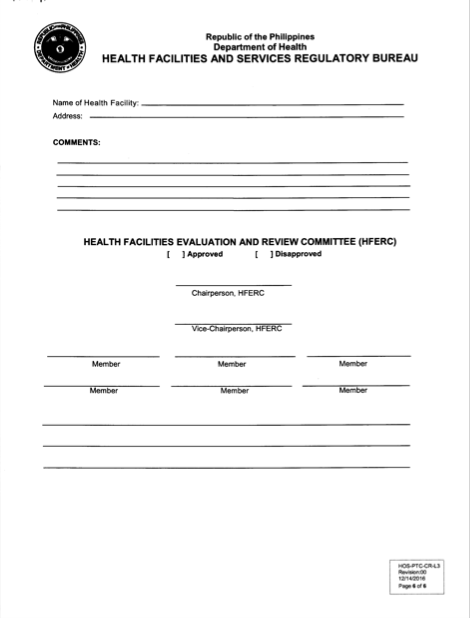 Republic of the Philippines
Department of Health
HEALTH FACILITIES AND SERVICES REGULATORY BUREAU
Name of Health Facility:
Address:
COMMENTS:
HEALTH FACILITIES EVALUATION AND REVIEW COMMITTEE (HFERC)
[ ] Approved [ ] Disapproved
Chairperson, HFERC
Vice-Chairperson, HFERC
Member Member Member
Member Member Member
HOS-PTC-CR-L3
Revision:00
12/14/2016
Page 6 of 6